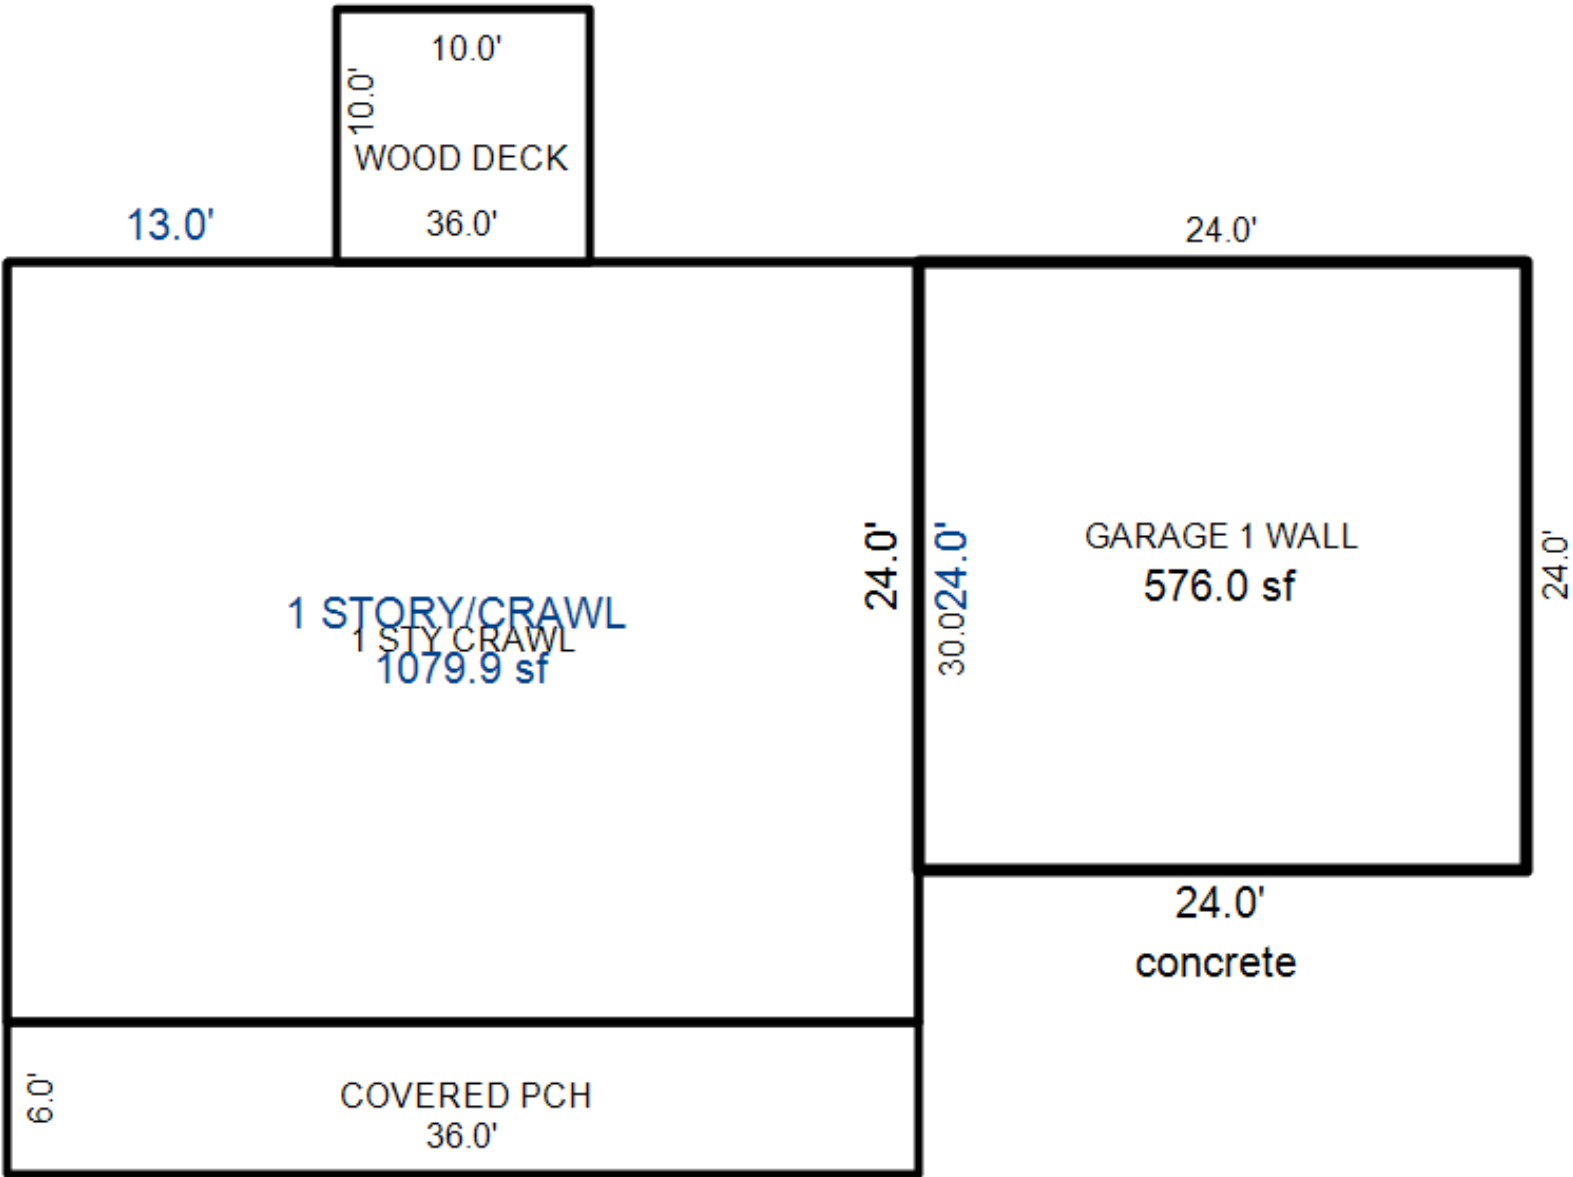 10.0'
10.0'
WOOD DECK
13.0'
36.0'
24.0'
24.0'
24.0'
30.0'
GARAGE 1 WALL
576.0 sf
24.0'
1 STORY/CRAWL
1 STY CRAWL
1079.9 sf
24.0'
concrete
6.0'
COVERED PCH
36.0'